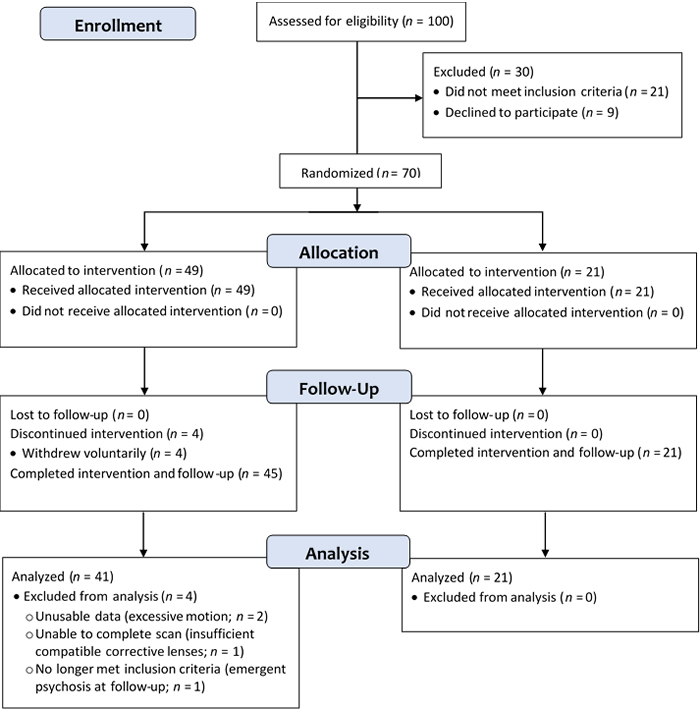 Enrollment
Assessed for eligibility (n = 100)
Excluded (n = 30)
• Did not meet inclusion criteria (n = 21)
• Declined to participate (n = 9)
Randomized (n = 70)
Allocation
Allocated to intervention (n = 49)
• Received allocated intervention (n = 49)
• Did not receive allocated intervention (n = 0)
Allocated to intervention (n = 21)
• Received allocated intervention (n = 21)
• Did not receive allocated intervention (n = 0)
Follow-Up
Lost to follow-up (n = 0)
Discontinued intervention (n = 4)
• Withdrew voluntarily (n = 4)
Completed intervention and follow-up (n = 45)
Lost to follow-up (n = 0)
Discontinued intervention (n = 0)
Completed intervention and follow-up (n = 21)
Analysis
Analyzed (n = 41)
• Excluded from analysis (n = 4)
o Unusable data (excessive motion; n = 2)
o Unable to complete scan (insufficient
compatible corrective lenses; n = 1)
o No longer met inclusion criteria (emergent
psychosis at follow-up; n = 1)
Analyzed (n = 21)
• Excluded from analysis (n = 0)